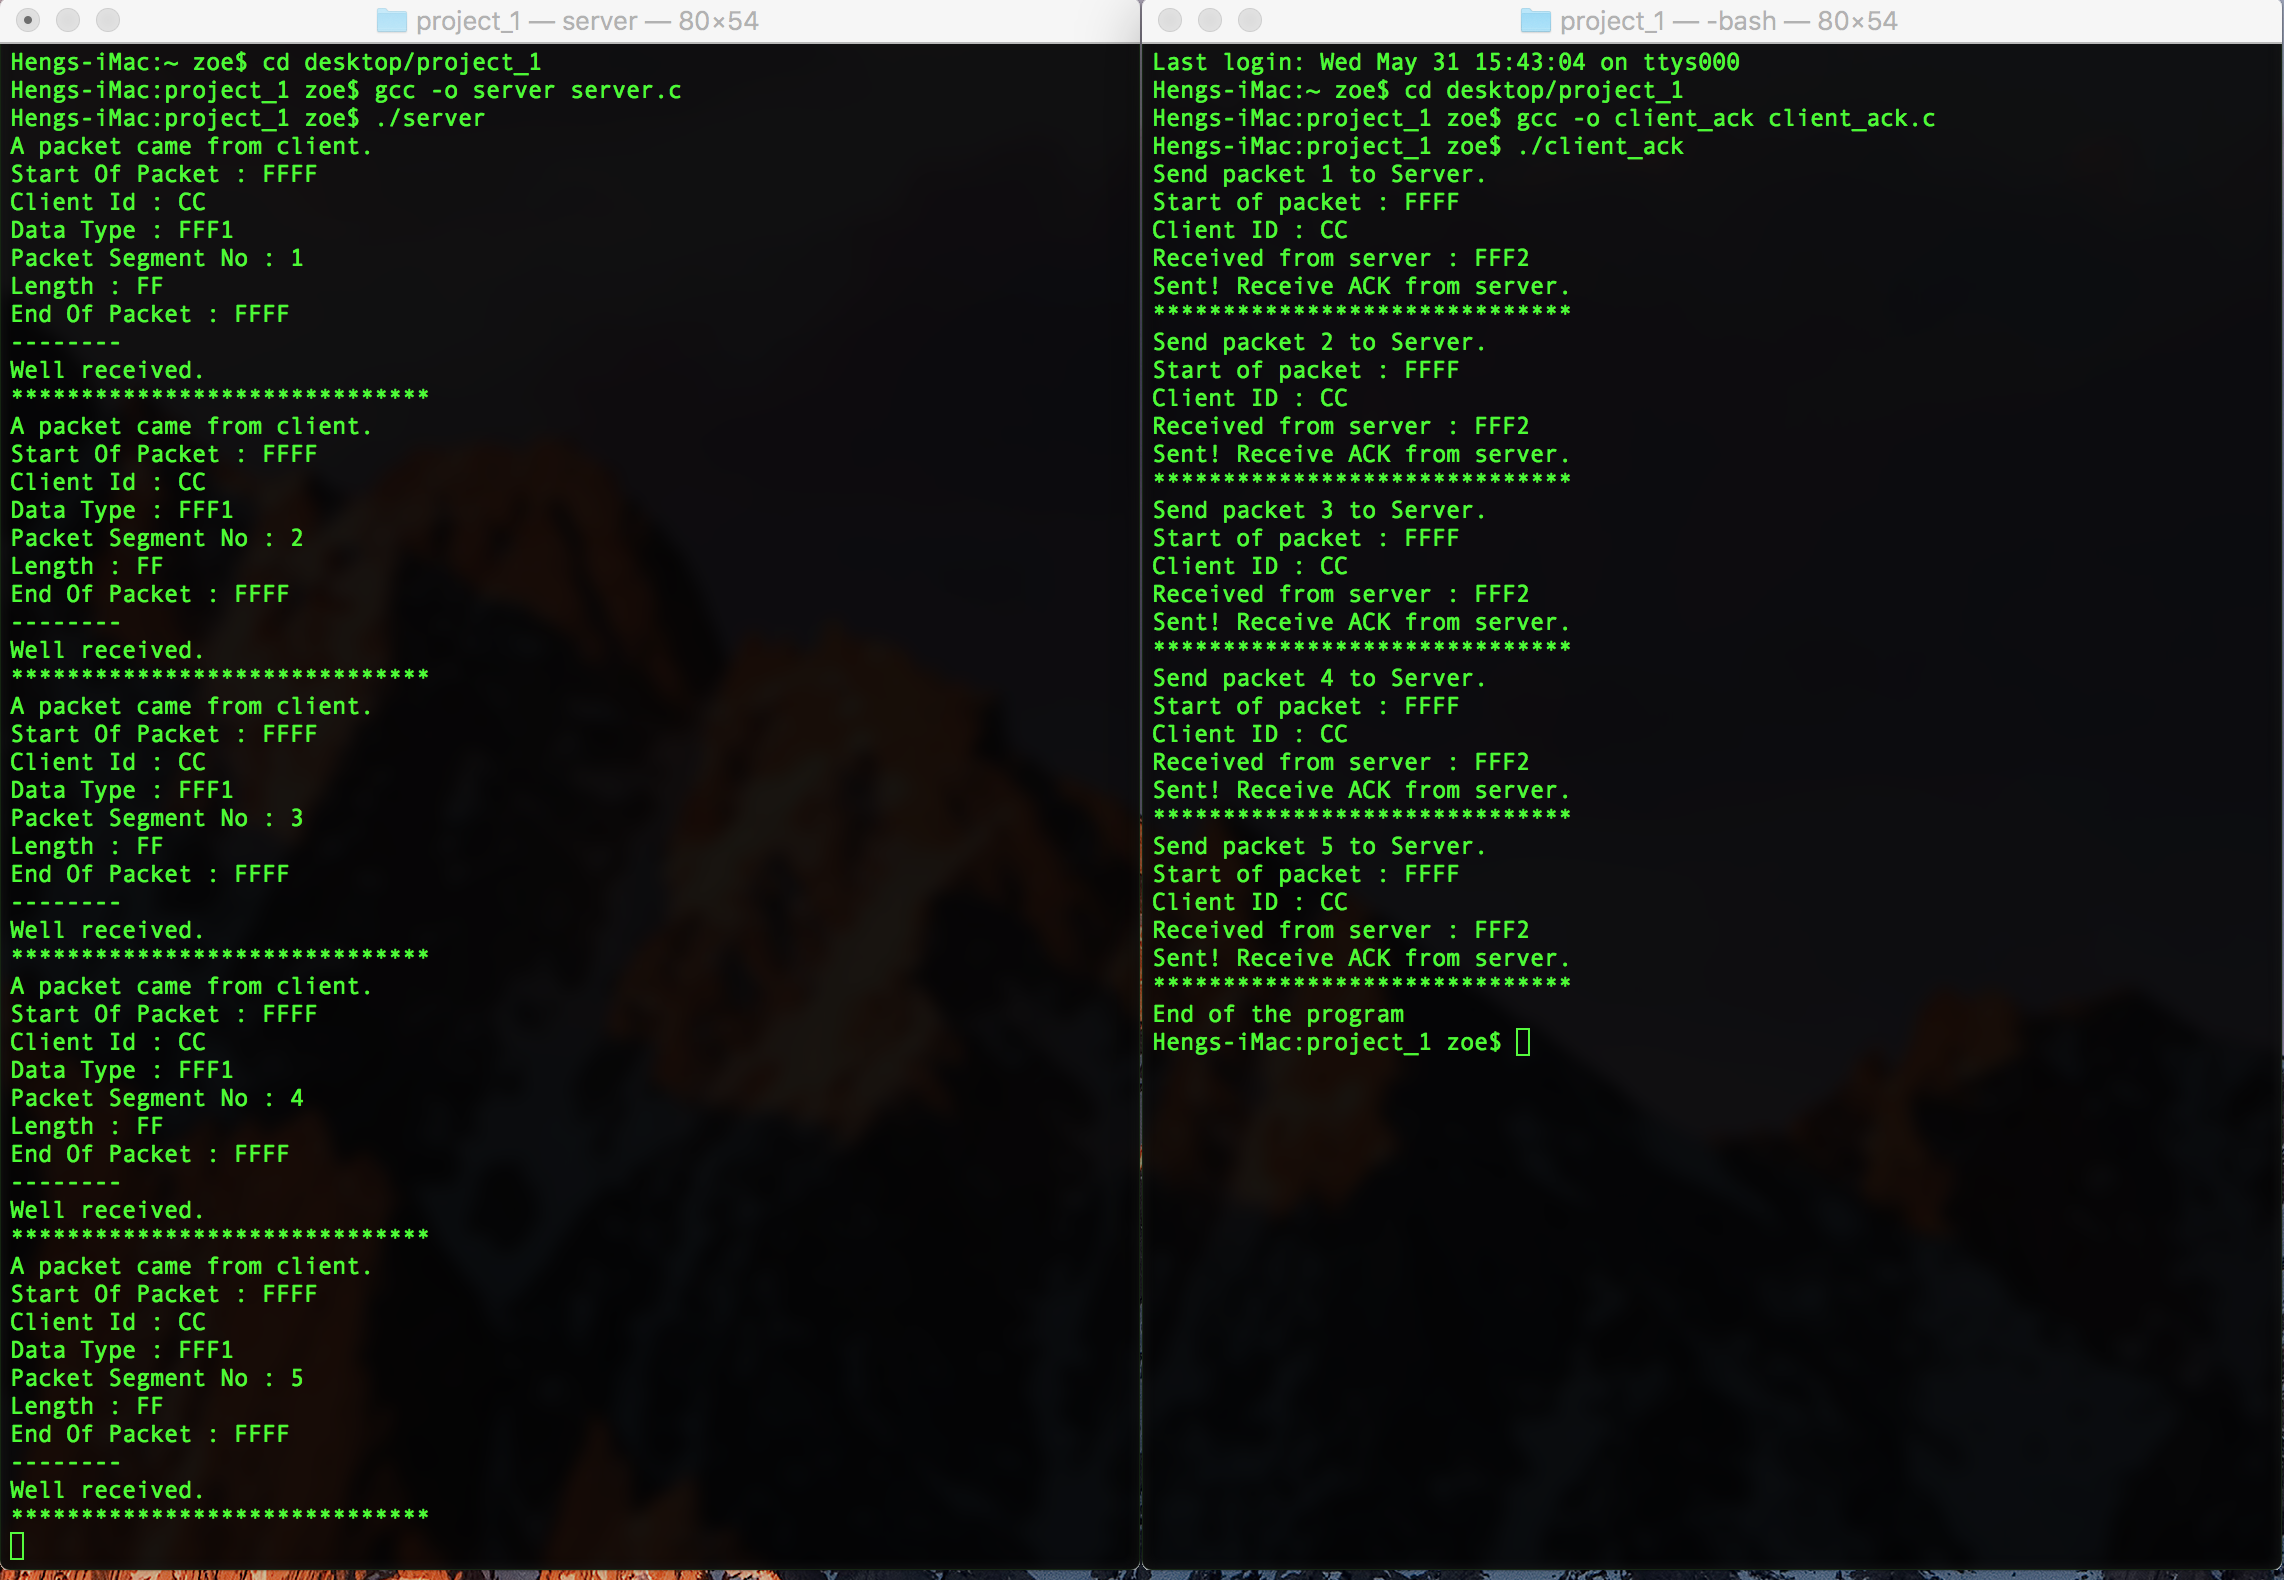 project_1 — server — 80×54
Hengs-iMac:~ zoe$ cd desktop/project_1
Hengs-iMac:project_1 zoe$ gcc -o server server.c
Hengs-iMac:project_1 zoe$ ./server
A packet came from client.
Start Of Packet : FFFF
Client Id : CC
Data Type : FFF1
Packet Segment No : 1
Length : FF
End Of Packet : FFFF
--------
Well received.
******************************
A packet came from client.
Start Of Packet : FFFF
Client Id : CC
Data Type : FFF1
Packet Segment No : 2
Length : FF
End Of Packet : FFFF
--------
Well received.
******************************
A packet came from client.
Start Of Packet : FFFF
Client Id : CC
Data Type : FFF1
Packet Segment No : 3
Length : FF
End Of Packet : FFFF
--------
Well received.
******************************
A packet came from client.
Start Of Packet : FFFF
Client Id : CC
Data Type : FFF1
Packet Segment No : 4
Length : FF
End Of Packet : FFFF
--------
Well received.
******************************
A packet came from client.
Start Of Packet : FFFF
Client Id : CC
Data Type : FFF1
Packet Segment No : 5
Length : FF
End Of Packet : FFFF
--------
Well received.
******************************
project_1 — -bash — 80×54
Last login: Wed May 31 15:43:04 on ttys000
Hengs-iMac:~ zoe$ cd desktop/project_1
Hengs-iMac:project_1 zoe$ gcc -o client_ack client_ack.c
Hengs-iMac:project_1 zoe$ ./client_ack
Send packet 1 to Server.
Start of packet : FFFF
Client ID : CC
Received from server : FFF2
Sent! Receive ACK from server.
******************************
Send packet 2 to Server.
Start of packet : FFFF
Client ID : CC
Received from server : FFF2
Sent! Receive ACK from server.
******************************
Send packet 3 to Server.
Start of packet : FFFF
Client ID : CC
Received from server : FFF2
Sent! Receive ACK from server.
******************************
Send packet 4 to Server.
Start of packet : FFFF
Client ID : CC
Received from server : FFF2
Sent! Receive ACK from server.
******************************
Send packet 5 to Server.
Start of packet : FFFF
Client ID : CC
Received from server : FFF2
Sent! Receive ACK from server.
******************************
End of the program
Hengs-iMac:project_1 zoe$